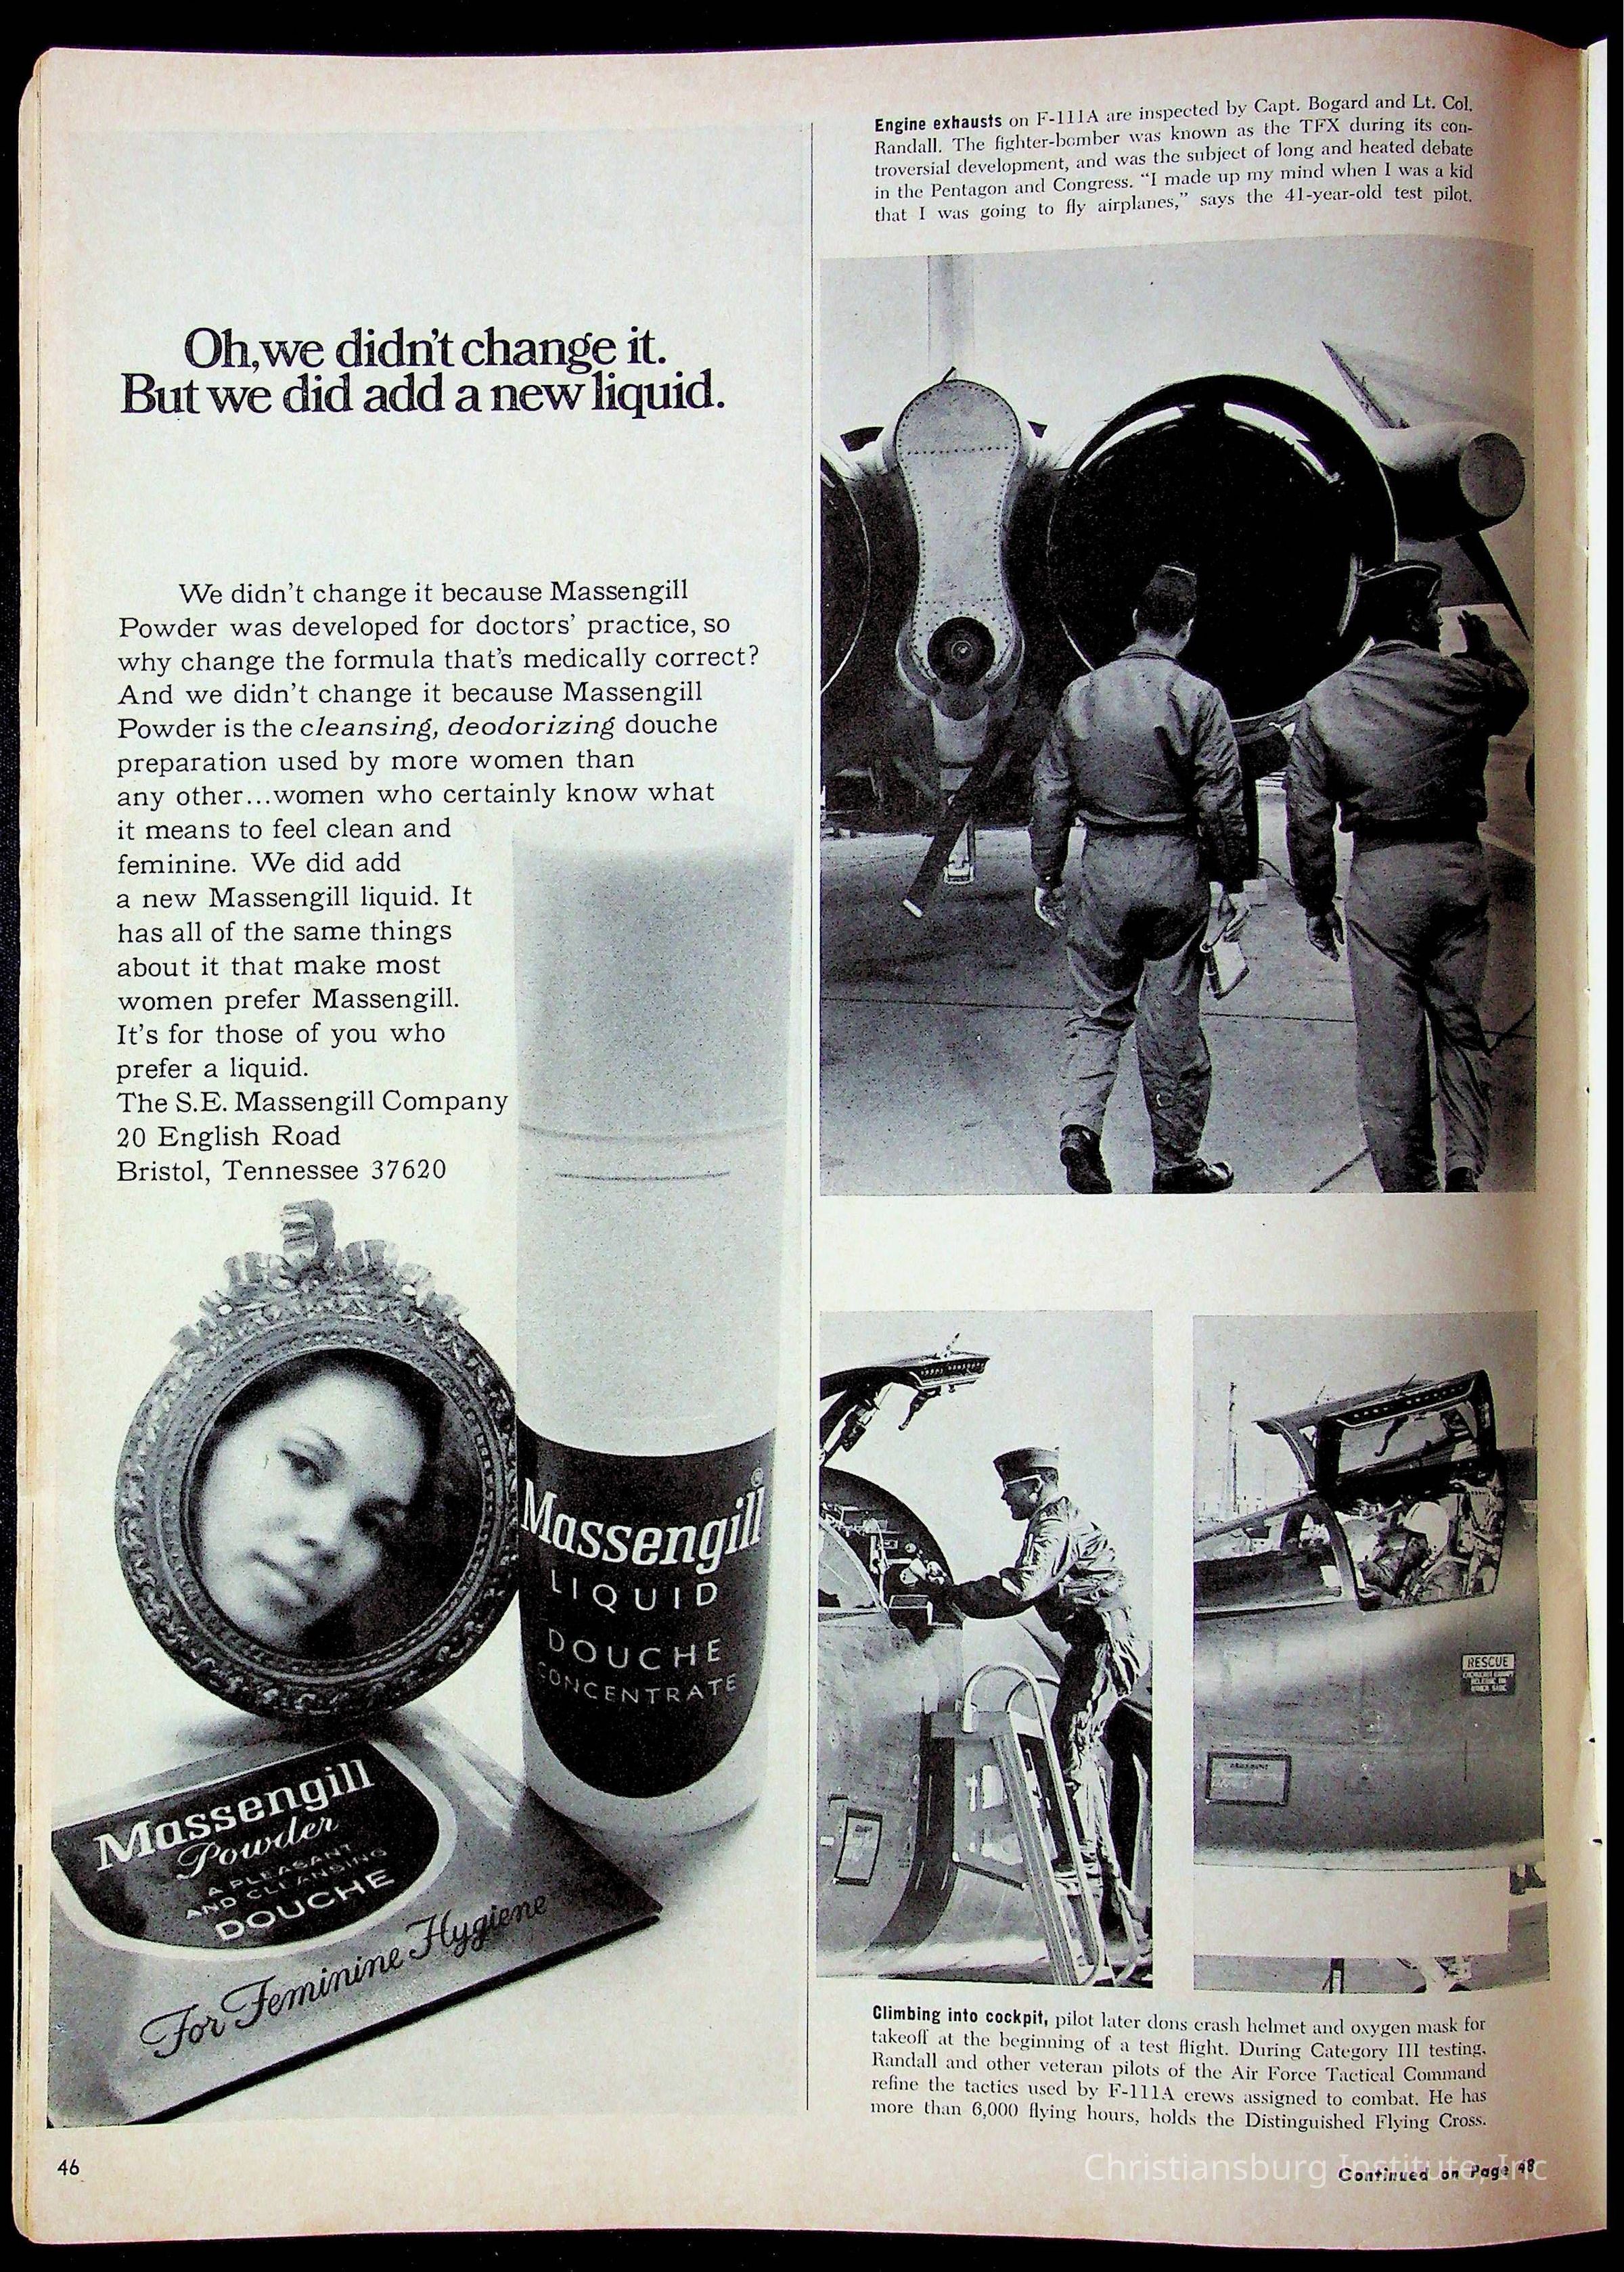 Oh, we didn't change it.
But we did add a new liquid.
We didn't change it because Massengill
Powder was developed for doctors' practice, so
why change the formula that's medically correct?
And we didn't change it because Massengill
Powder is the cleansing, deodorizing douche
preparation used by more women than
any other...women who certainly know what
it means to feel clean and
feminine. We did add
a new Massengill liquid. It
has all of the same things
about it that make most
women prefer Massengill.
It's for those of you who
prefer a liquid.
The S.E. Massengill Company
20 English Road
Bristol, Tennessee 37620
Massengill®
LIQUID
DOUCHE
CONCENTRATE
Massengill
Powder
A PLEASANT
AND CLEANSING
DOUCHE
For Feminine Hygiene
46
Engine exhausts on F-111A are inspected by Capt. Bogard and Lt. Col.
Randall. The fighter-bomber was known as the TFX during its con-
troversial development, and was the subject of long and heated debate
in the Pentagon and Congress. "I made up my mind when I was a kid
that I was going to fly airplanes," says the 41-year-old test pilot.
RESCUE
Climbing into cockpit, pilot later dons crash helmet and oxygen mask for
takeoff at the beginning of a test flight. During Category III testing,
Randall and other veteran pilots of the Air Force Tactical Command
refine the tactics used by F-111A crews assigned to combat. He has
more than 6,000 flying hours, holds the Distinguished Flying Cross.
Christiansburg Institute, Inc
Continued on Page 48